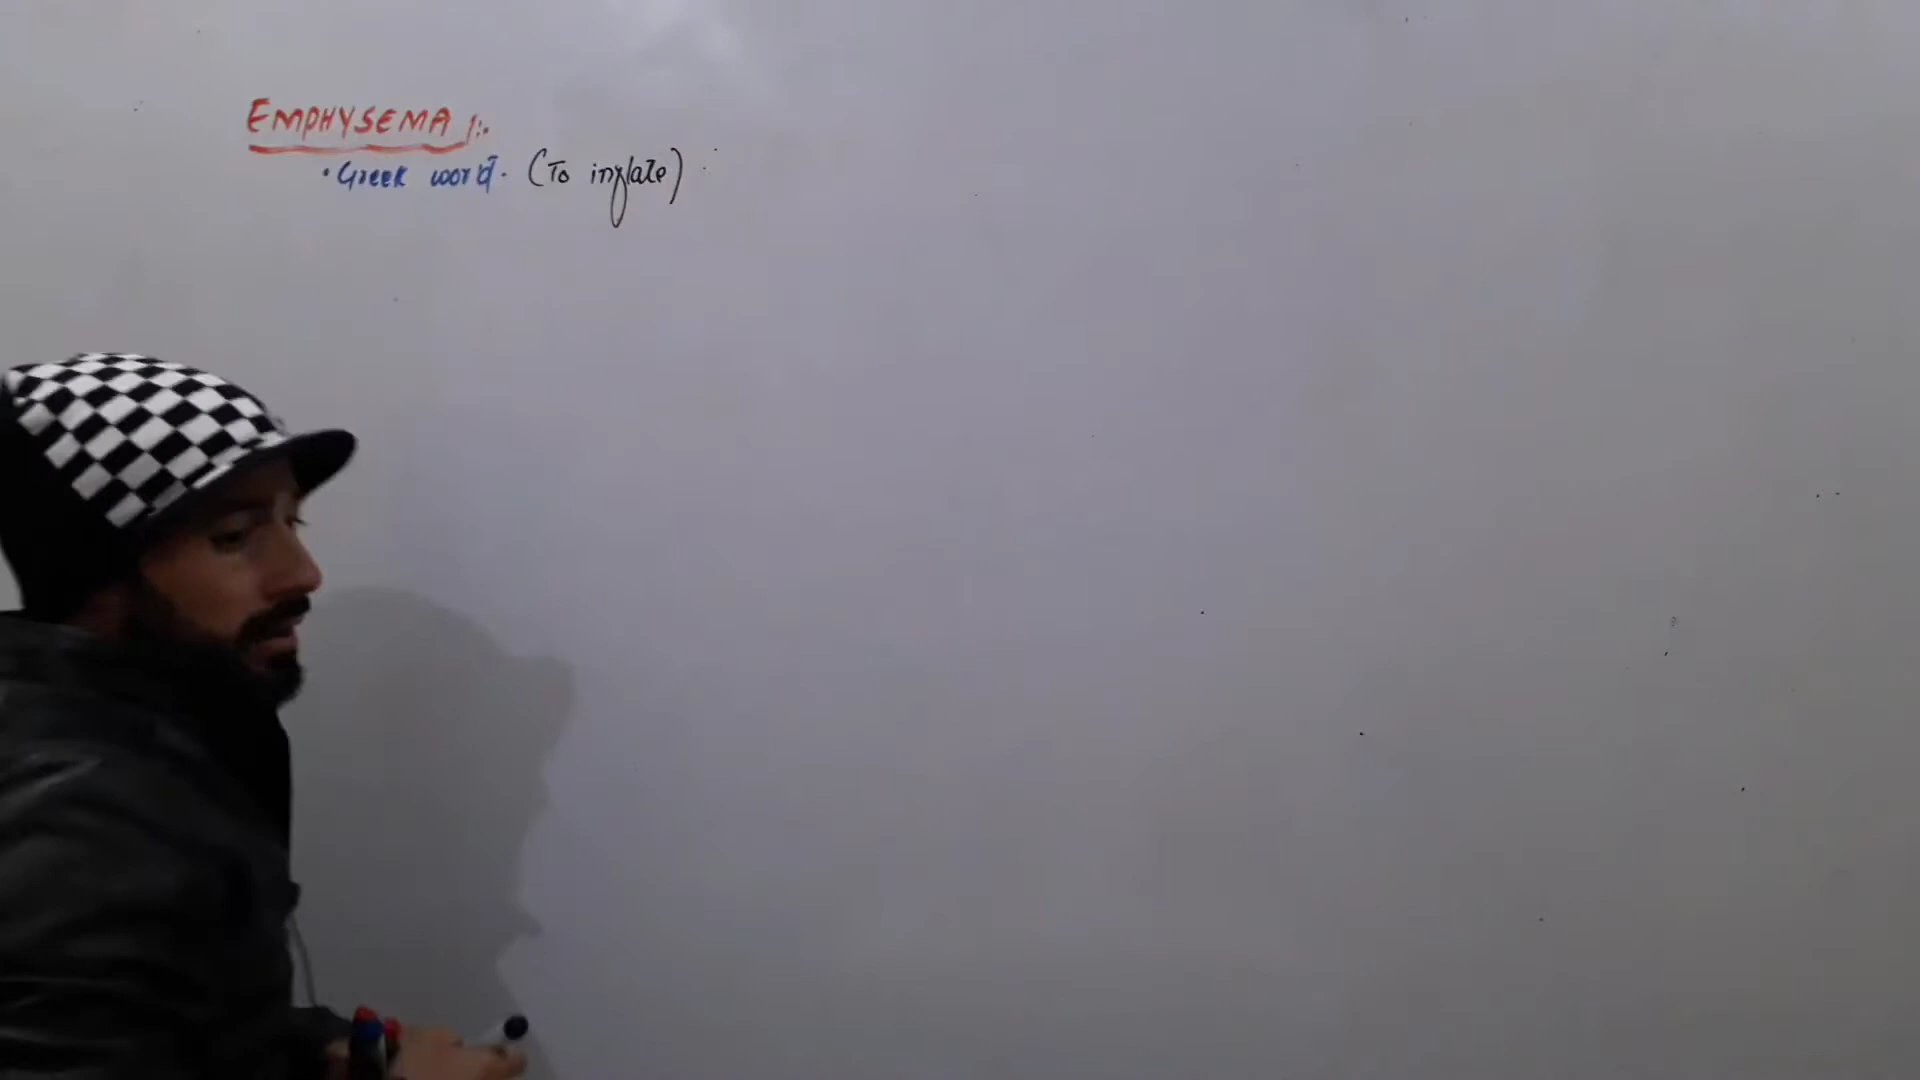 EMPHYSEMA :-
• Greek word. (To inflate)